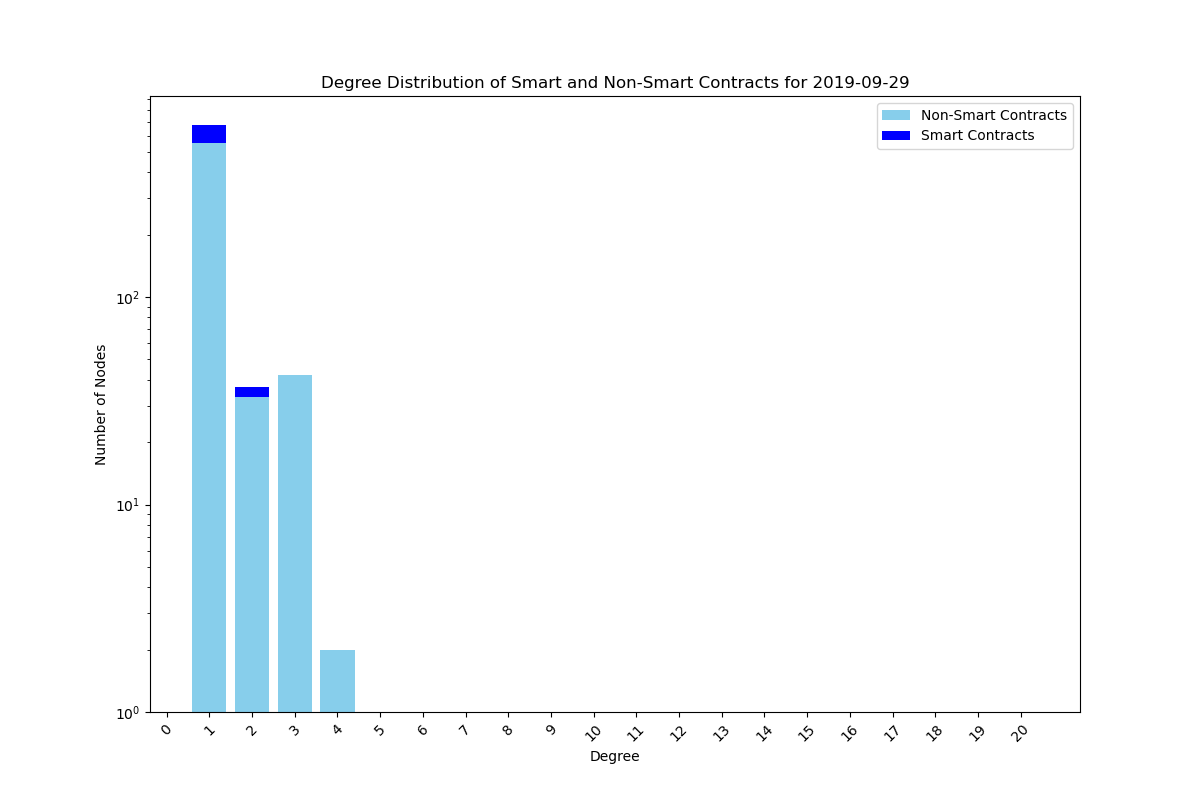 Degree Distribution of Smart and Non-Smart Contracts for 2019-09-29
Non-Smart Contracts
Smart Contracts
Number of Nodes
10²
10¹
10⁰
0 1 2 3 4 5 6 7 8 9 10 11 12 13 14 15 16 17 18 19 20
Degree